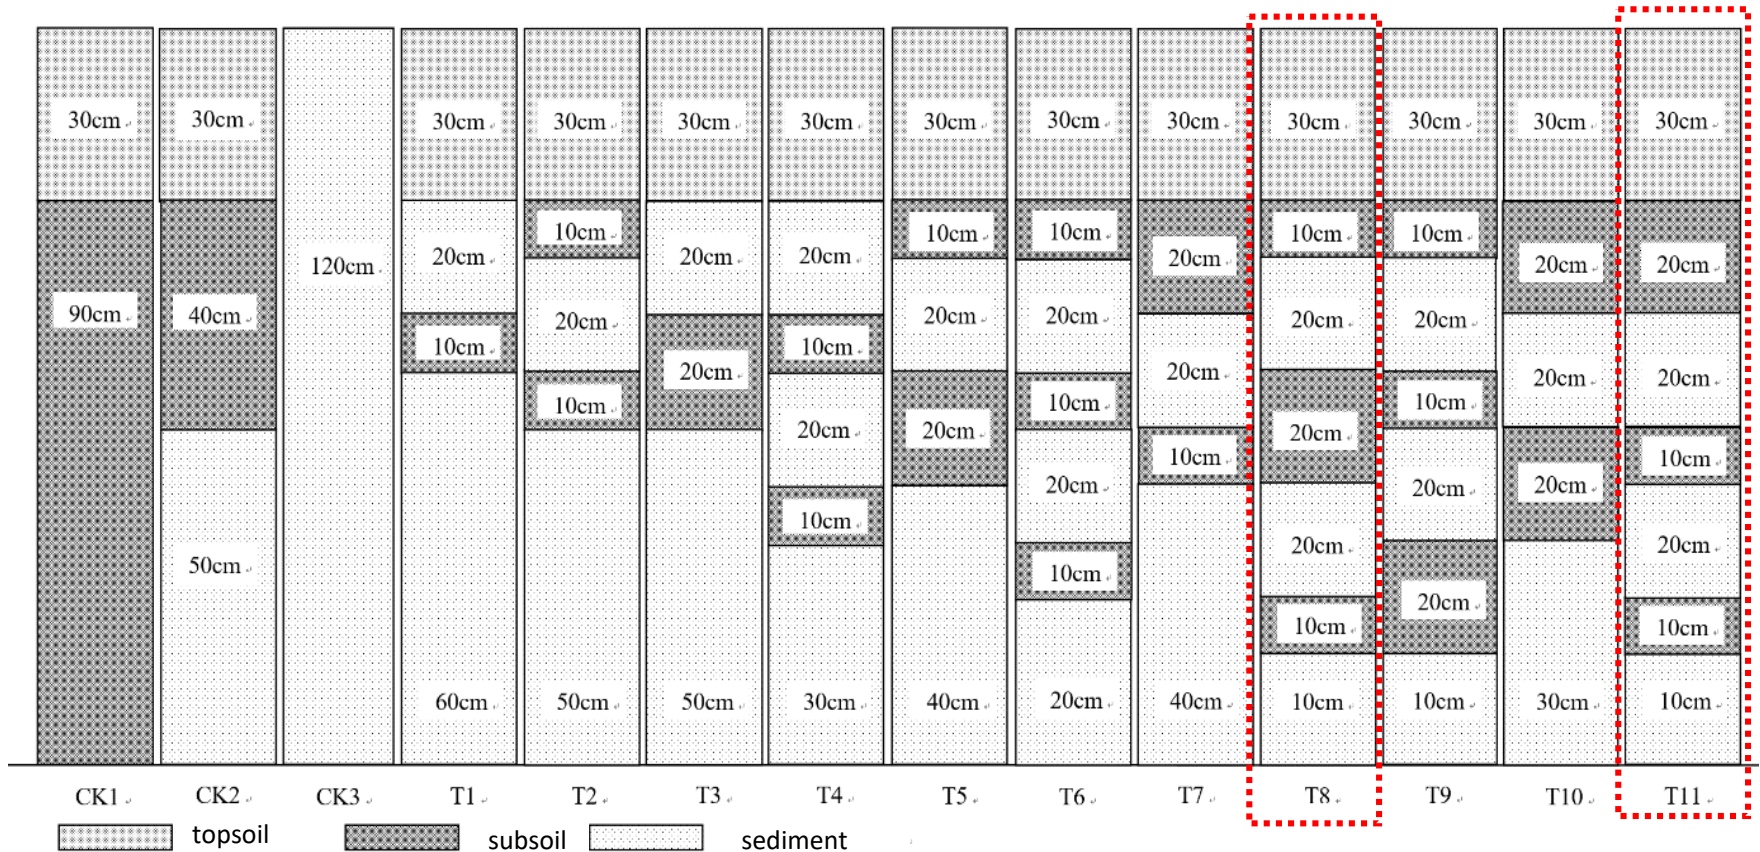 30cm 30cm 30cm 30cm 30cm 30cm 30cm 30cm 30cm 30cm 30cm 30cm 30cm
10cm 10cm 10cm 10cm 10cm
120cm 20cm 20cm 20cm 20cm 20cm 20cm
90cm 40cm 20cm 20cm 20cm 20cm 20cm
10cm 10cm
20cm 20cm 20cm 20cm
10cm 10cm 10cm
20cm 20cm 20cm
10cm 10cm
20cm 20cm 20cm
10cm
50cm 20cm 20cm
10cm
20cm
10cm 10cm
60cm 50cm 50cm 30cm 40cm 20cm 40cm 10cm 10cm 30cm 10cm
CK1 CK2 CK3 T1 T2 T3 T4 T5 T6 T7 T8 T9 T10 T11
topsoil subsoil sediment